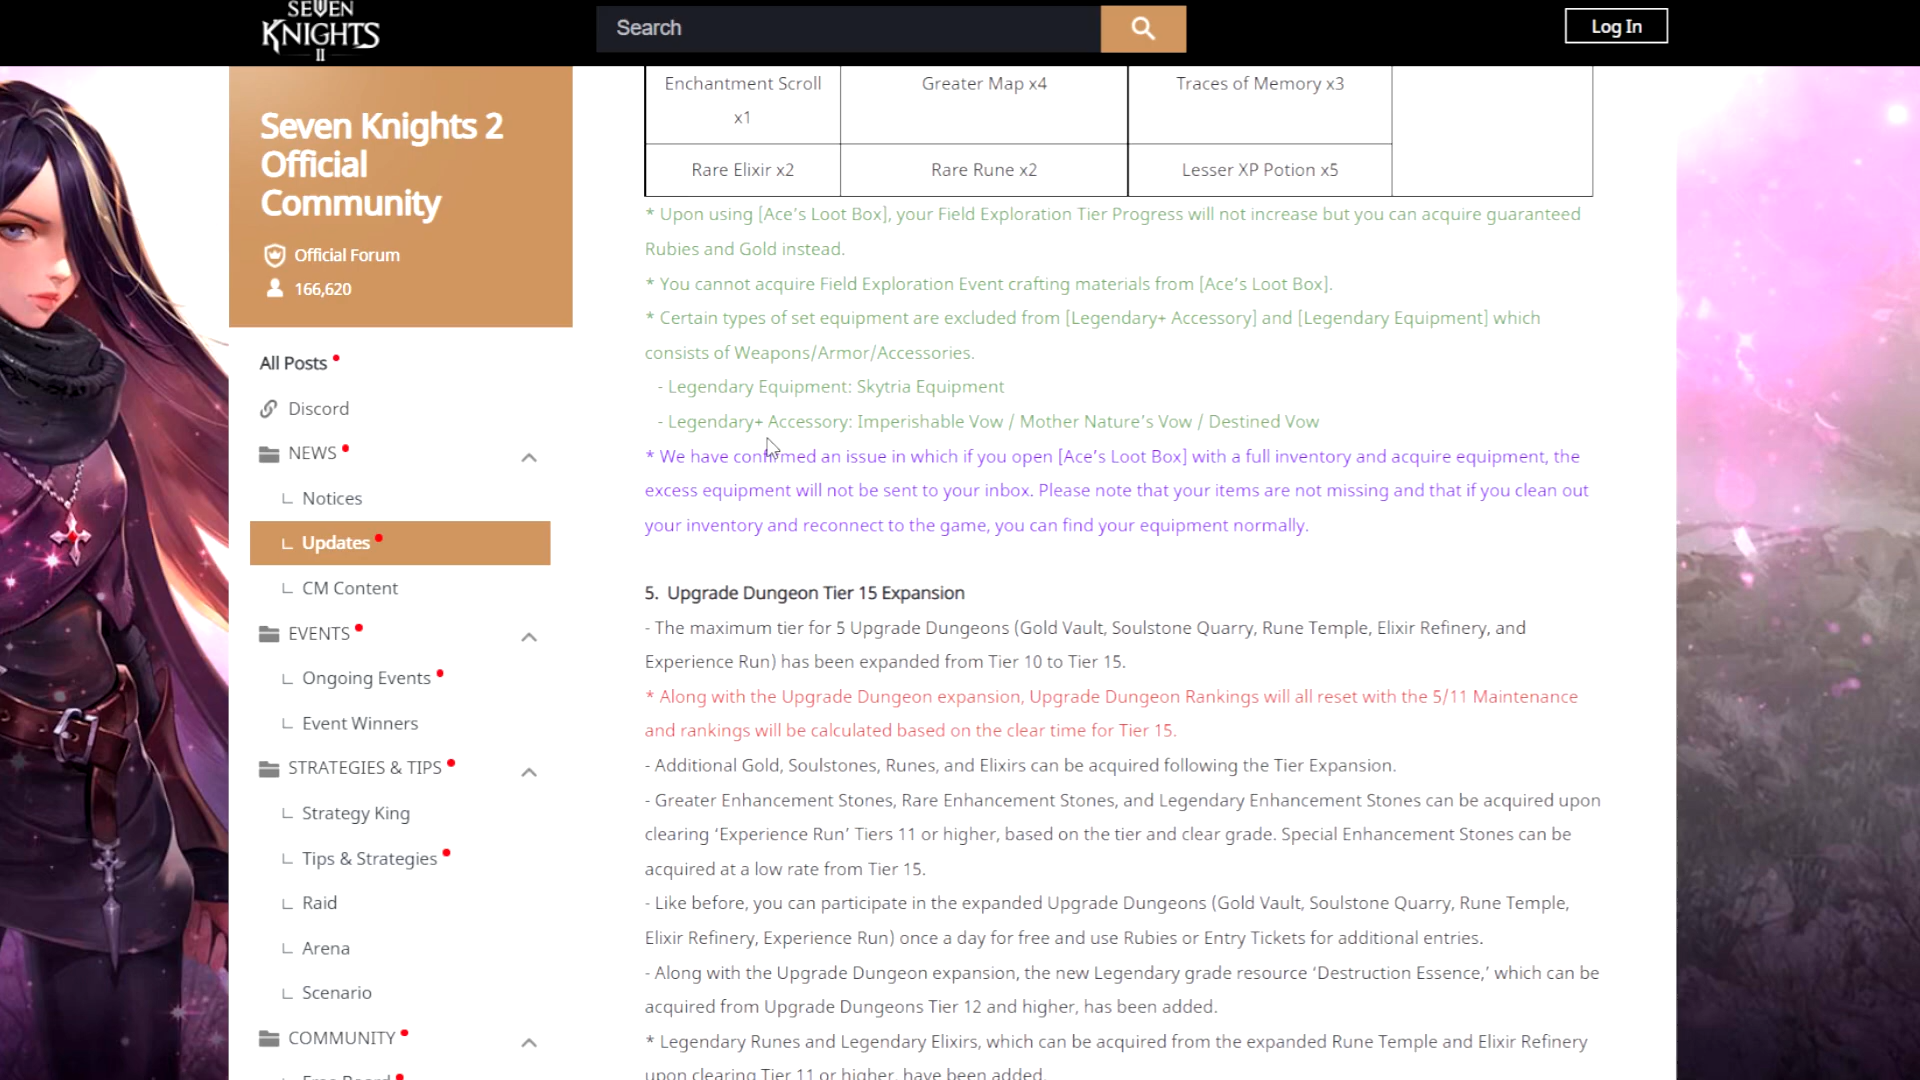 SEVEN
KNIGHTS
II
Search
Log In
Seven Knights 2
Official
Community
Official Forum
166,620
All Posts
Discord
NEWS
Notices
Updates
CM Content
EVENTS
Ongoing Events
Event Winners
STRATEGIES & TIPS
Strategy King
Tips & Strategies
Raid
Arena
Scenario
COMMUNITY
Free Board
Enchantment Scroll
x1
Greater Map x4
Traces of Memory x3
Rare Elixir x2
Rare Rune x2
Lesser XP Potion x5
* Upon using [Ace's Loot Box], your Field Exploration Tier Progress will not increase but you can acquire guaranteed
Rubies and Gold instead.
* You cannot acquire Field Exploration Event crafting materials from [Ace's Loot Box].
* Certain types of set equipment are excluded from [Legendary+ Accessory] and [Legendary Equipment] which
consists of Weapons/Armor/Accessories.
- Legendary Equipment: Skytria Equipment
- Legendary+ Accessory: Imperishable Vow / Mother Nature's Vow / Destined Vow
* We have confirmed an issue in which if you open [Ace's Loot Box] with a full inventory and acquire equipment, the
excess equipment will not be sent to your inbox. Please note that your items are not missing and that if you clean out
your inventory and reconnect to the game, you can find your equipment normally.
5. Upgrade Dungeon Tier 15 Expansion
- The maximum tier for 5 Upgrade Dungeons (Gold Vault, Soulstone Quarry, Rune Temple, Elixir Refinery, and
Experience Run) has been expanded from Tier 10 to Tier 15.
* Along with the Upgrade Dungeon expansion, Upgrade Dungeon Rankings will all reset with the 5/11 Maintenance
and rankings will be calculated based on the clear time for Tier 15.
- Additional Gold, Soulstones, Runes, and Elixirs can be acquired following the Tier Expansion.
- Greater Enhancement Stones, Rare Enhancement Stones, and Legendary Enhancement Stones can be acquired upon
clearing 'Experience Run' Tiers 11 or higher, based on the tier and clear grade. Special Enhancement Stones can be
acquired at a low rate from Tier 15.
- Like before, you can participate in the expanded Upgrade Dungeons (Gold Vault, Soulstone Quarry, Rune Temple,
Elixir Refinery, Experience Run) once a day for free and use Rubies or Entry Tickets for additional entries.
- Along with the Upgrade Dungeon expansion, the new Legendary grade resource 'Destruction Essence,' which can be
acquired from Upgrade Dungeons Tier 12 and higher, has been added.
* Legendary Runes and Legendary Elixirs, which can be acquired from the expanded Rune Temple and Elixir Refinery
upon clearing Tier 11 or higher, have been added.